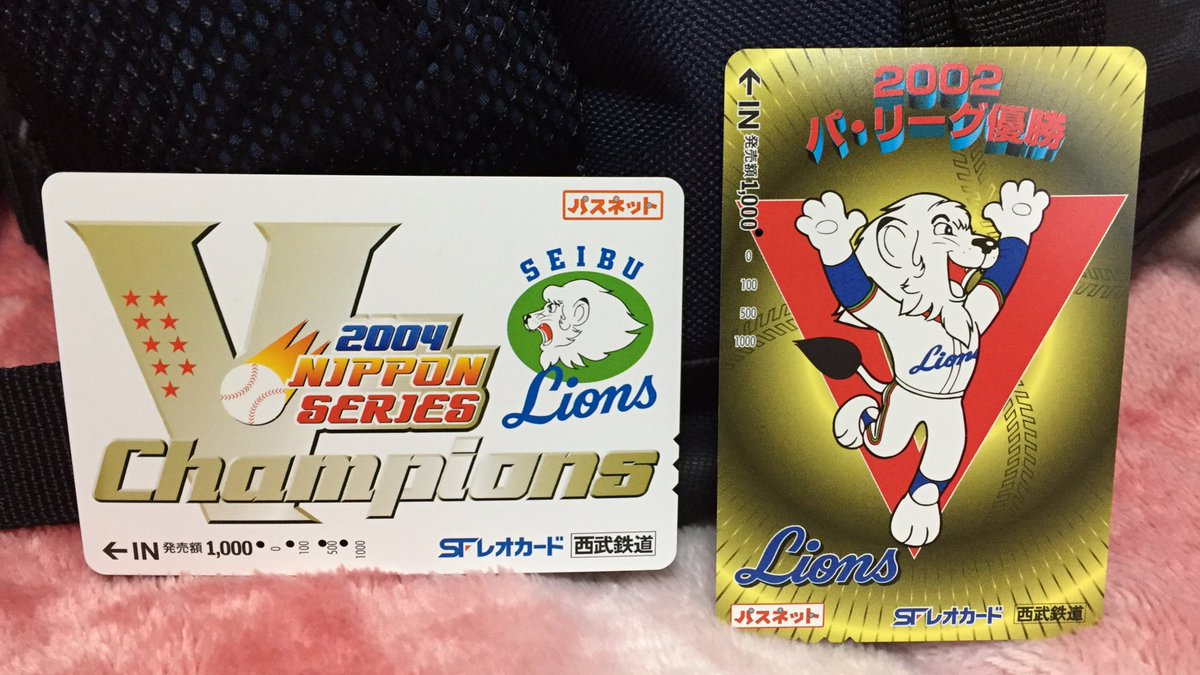 パスネット
SEIBU
Lions
2004
NIPPON
SERIES
V
Champions
←IN 発売額 1,000 0 100 500 1000
SFレオカード 西武鉄道
2002
パ・リーグ優勝
←IN 発売額 1,000
0
100
500
1000
Lions
Lions
パスネット SFレオカード 西武鉄道